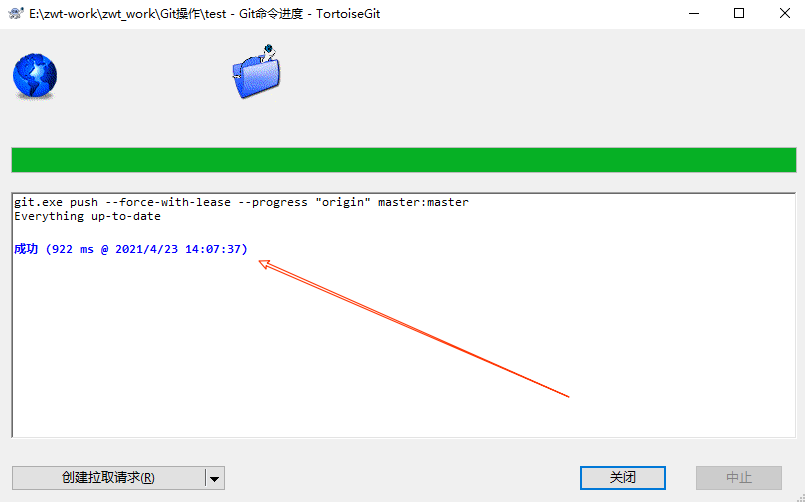 E:\zwt-work\zwt_work\Git操作\test - Git命令进度 - TortoiseGit
git.exe push --force-with-lease --progress "origin" master:master
Everything up-to-date
成功 (922 ms @ 2021/4/23 14:07:37)
创建拉取请求(R)
关闭
中止